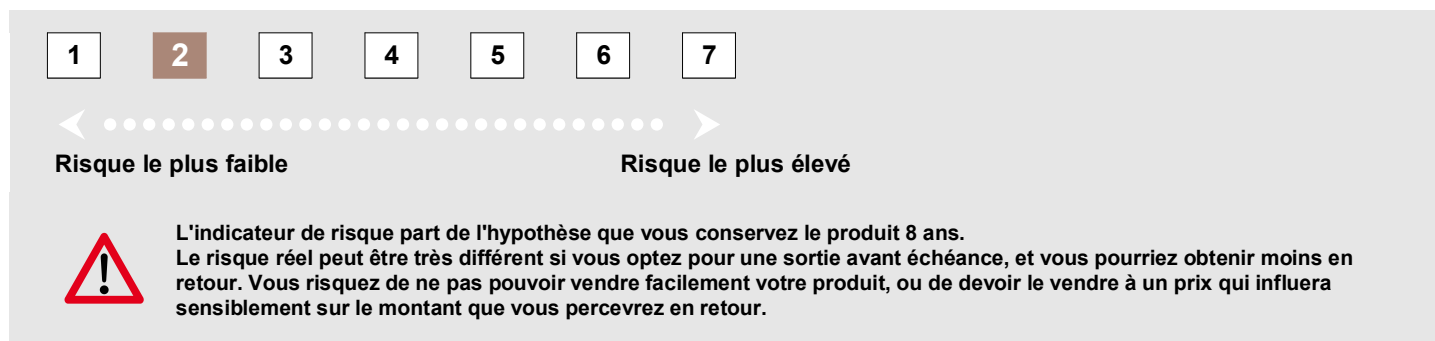 1 2 3 4 5 6 7
Risque le plus faible Risque le plus élevé
L'indicateur de risque part de l'hypothèse que vous conservez le produit 8 ans.
Le risque réel peut être très différent si vous optez pour une sortie avant échéance, et vous pourriez obtenir moins en
retour. Vous risquez de ne pas pouvoir vendre facilement votre produit, ou de devoir le vendre à un prix qui influera
sensiblement sur le montant que vous percevrez en retour.